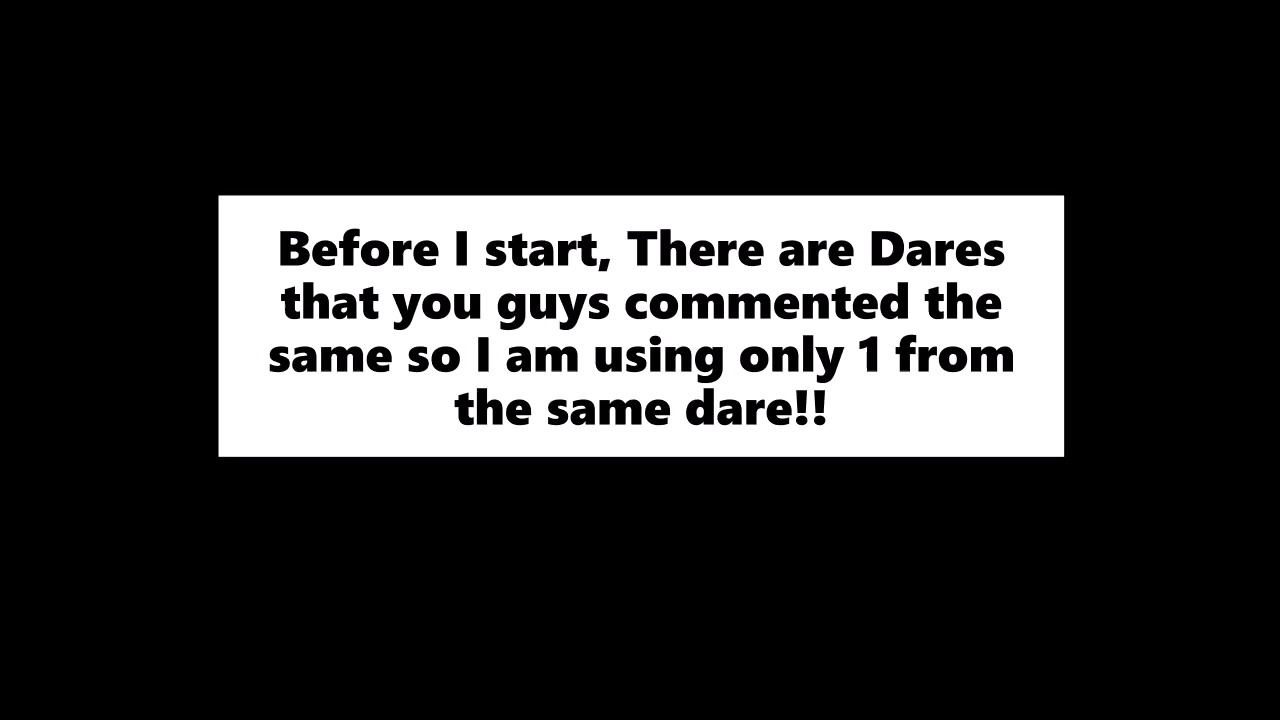 Before I start, There are Dares
that you guys commented the
same so I am using only 1 from
the same dare!!